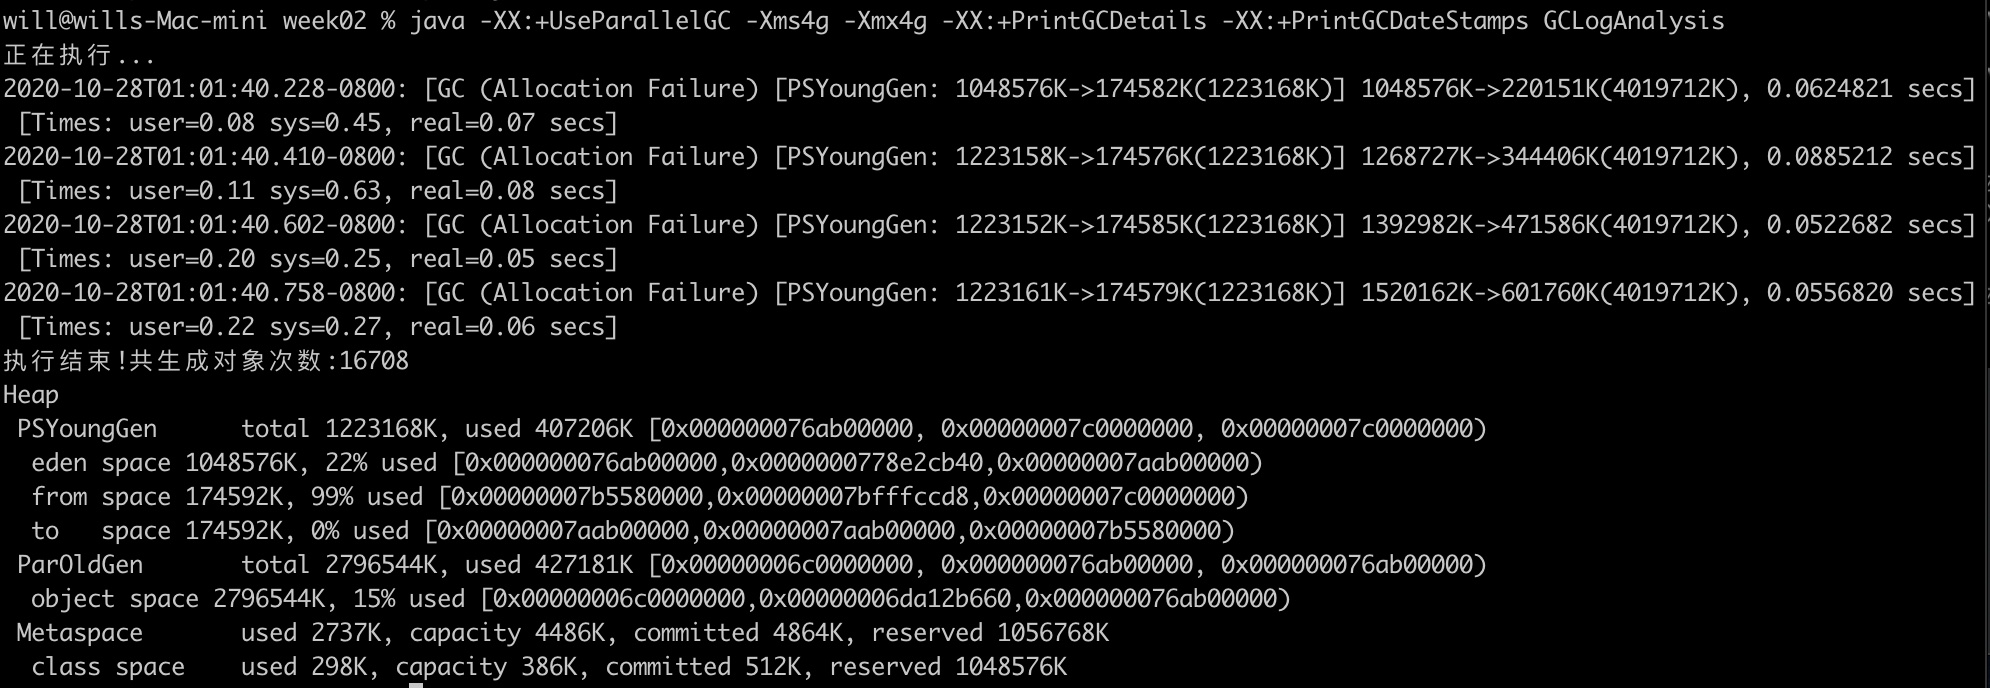 will@wills-Mac-mini week02 % java -XX:+UseParallelGC -Xms4g -Xmx4g -XX:+PrintGCDetails -XX:+PrintGCDateStamps GCLogAnalysis
正在执行...
2020-10-28T01:01:40.228-0800: [GC (Allocation Failure) [PSYoungGen: 1048576K->174582K(1223168K)] 1048576K->220151K(4019712K), 0.0624821 secs]
 [Times: user=0.08 sys=0.45, real=0.07 secs]
2020-10-28T01:01:40.410-0800: [GC (Allocation Failure) [PSYoungGen: 1223158K->174576K(1223168K)] 1268727K->344406K(4019712K), 0.0885212 secs]
 [Times: user=0.11 sys=0.63, real=0.08 secs]
2020-10-28T01:01:40.602-0800: [GC (Allocation Failure) [PSYoungGen: 1223152K->174585K(1223168K)] 1392982K->471586K(4019712K), 0.0522682 secs]
 [Times: user=0.20 sys=0.25, real=0.05 secs]
2020-10-28T01:01:40.758-0800: [GC (Allocation Failure) [PSYoungGen: 1223161K->174579K(1223168K)] 1520162K->601760K(4019712K), 0.0556820 secs]
 [Times: user=0.22 sys=0.27, real=0.06 secs]
执行结束!共生成对象次数:16708
Heap
 PSYoungGen      total 1223168K, used 407206K [0x000000076ab00000, 0x00000007c0000000, 0x00000007c0000000)
  eden space 1048576K, 22% used [0x000000076ab00000,0x0000000778e2cb40,0x00000007aab00000)
  from space 174592K, 99% used [0x00000007b5580000,0x00000007bfffccd8,0x00000007c0000000)
  to   space 174592K, 0% used [0x00000007aab00000,0x00000007aab00000,0x00000007b5580000)
 ParOldGen       total 2796544K, used 427181K [0x00000006c0000000, 0x000000076ab00000, 0x000000076ab00000)
  object space 2796544K, 15% used [0x00000006c0000000,0x00000006da12b660,0x000000076ab00000)
 Metaspace       used 2737K, capacity 4486K, committed 4864K, reserved 1056768K
  class space    used 298K, capacity 386K, committed 512K, reserved 1048576K